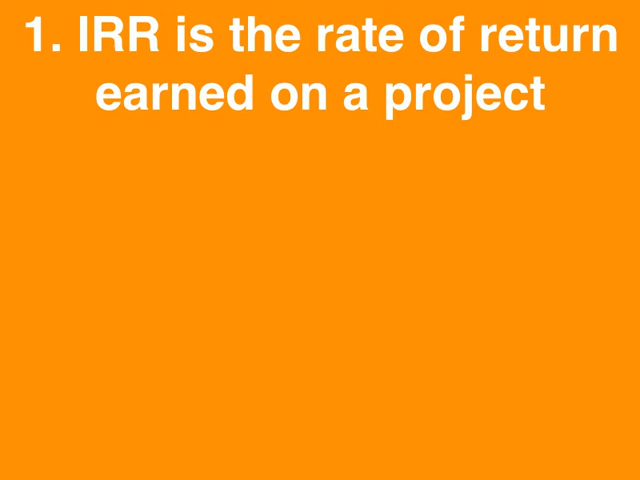 1. IRR is the rate of return
earned on a project